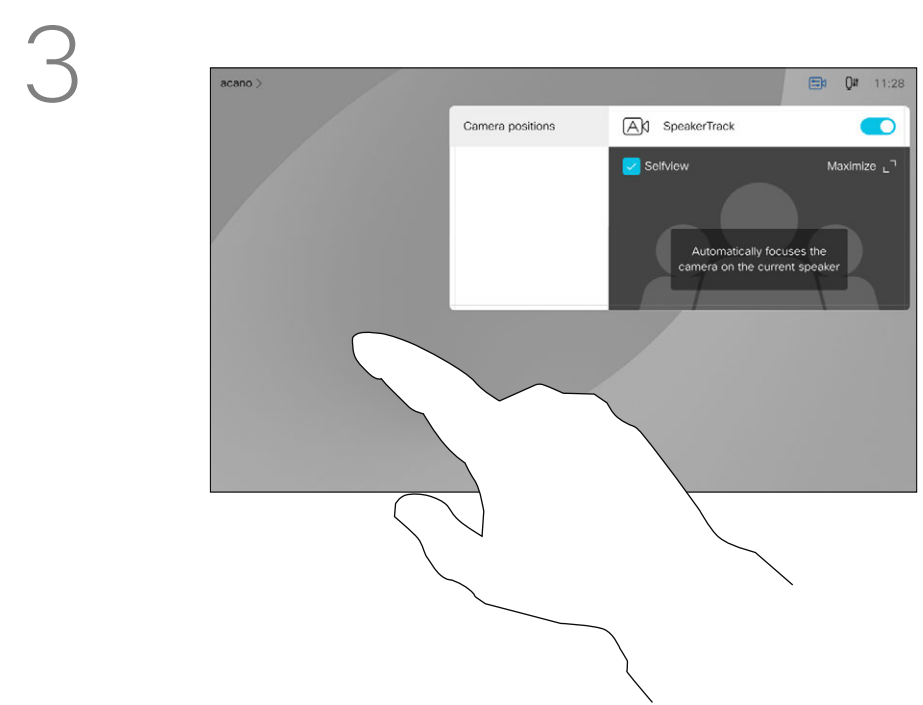 3
acano >
11:28
Camera positions
A
SpeakerTrack
Selfview
Maximize
Automatically focuses the
camera on the current speaker